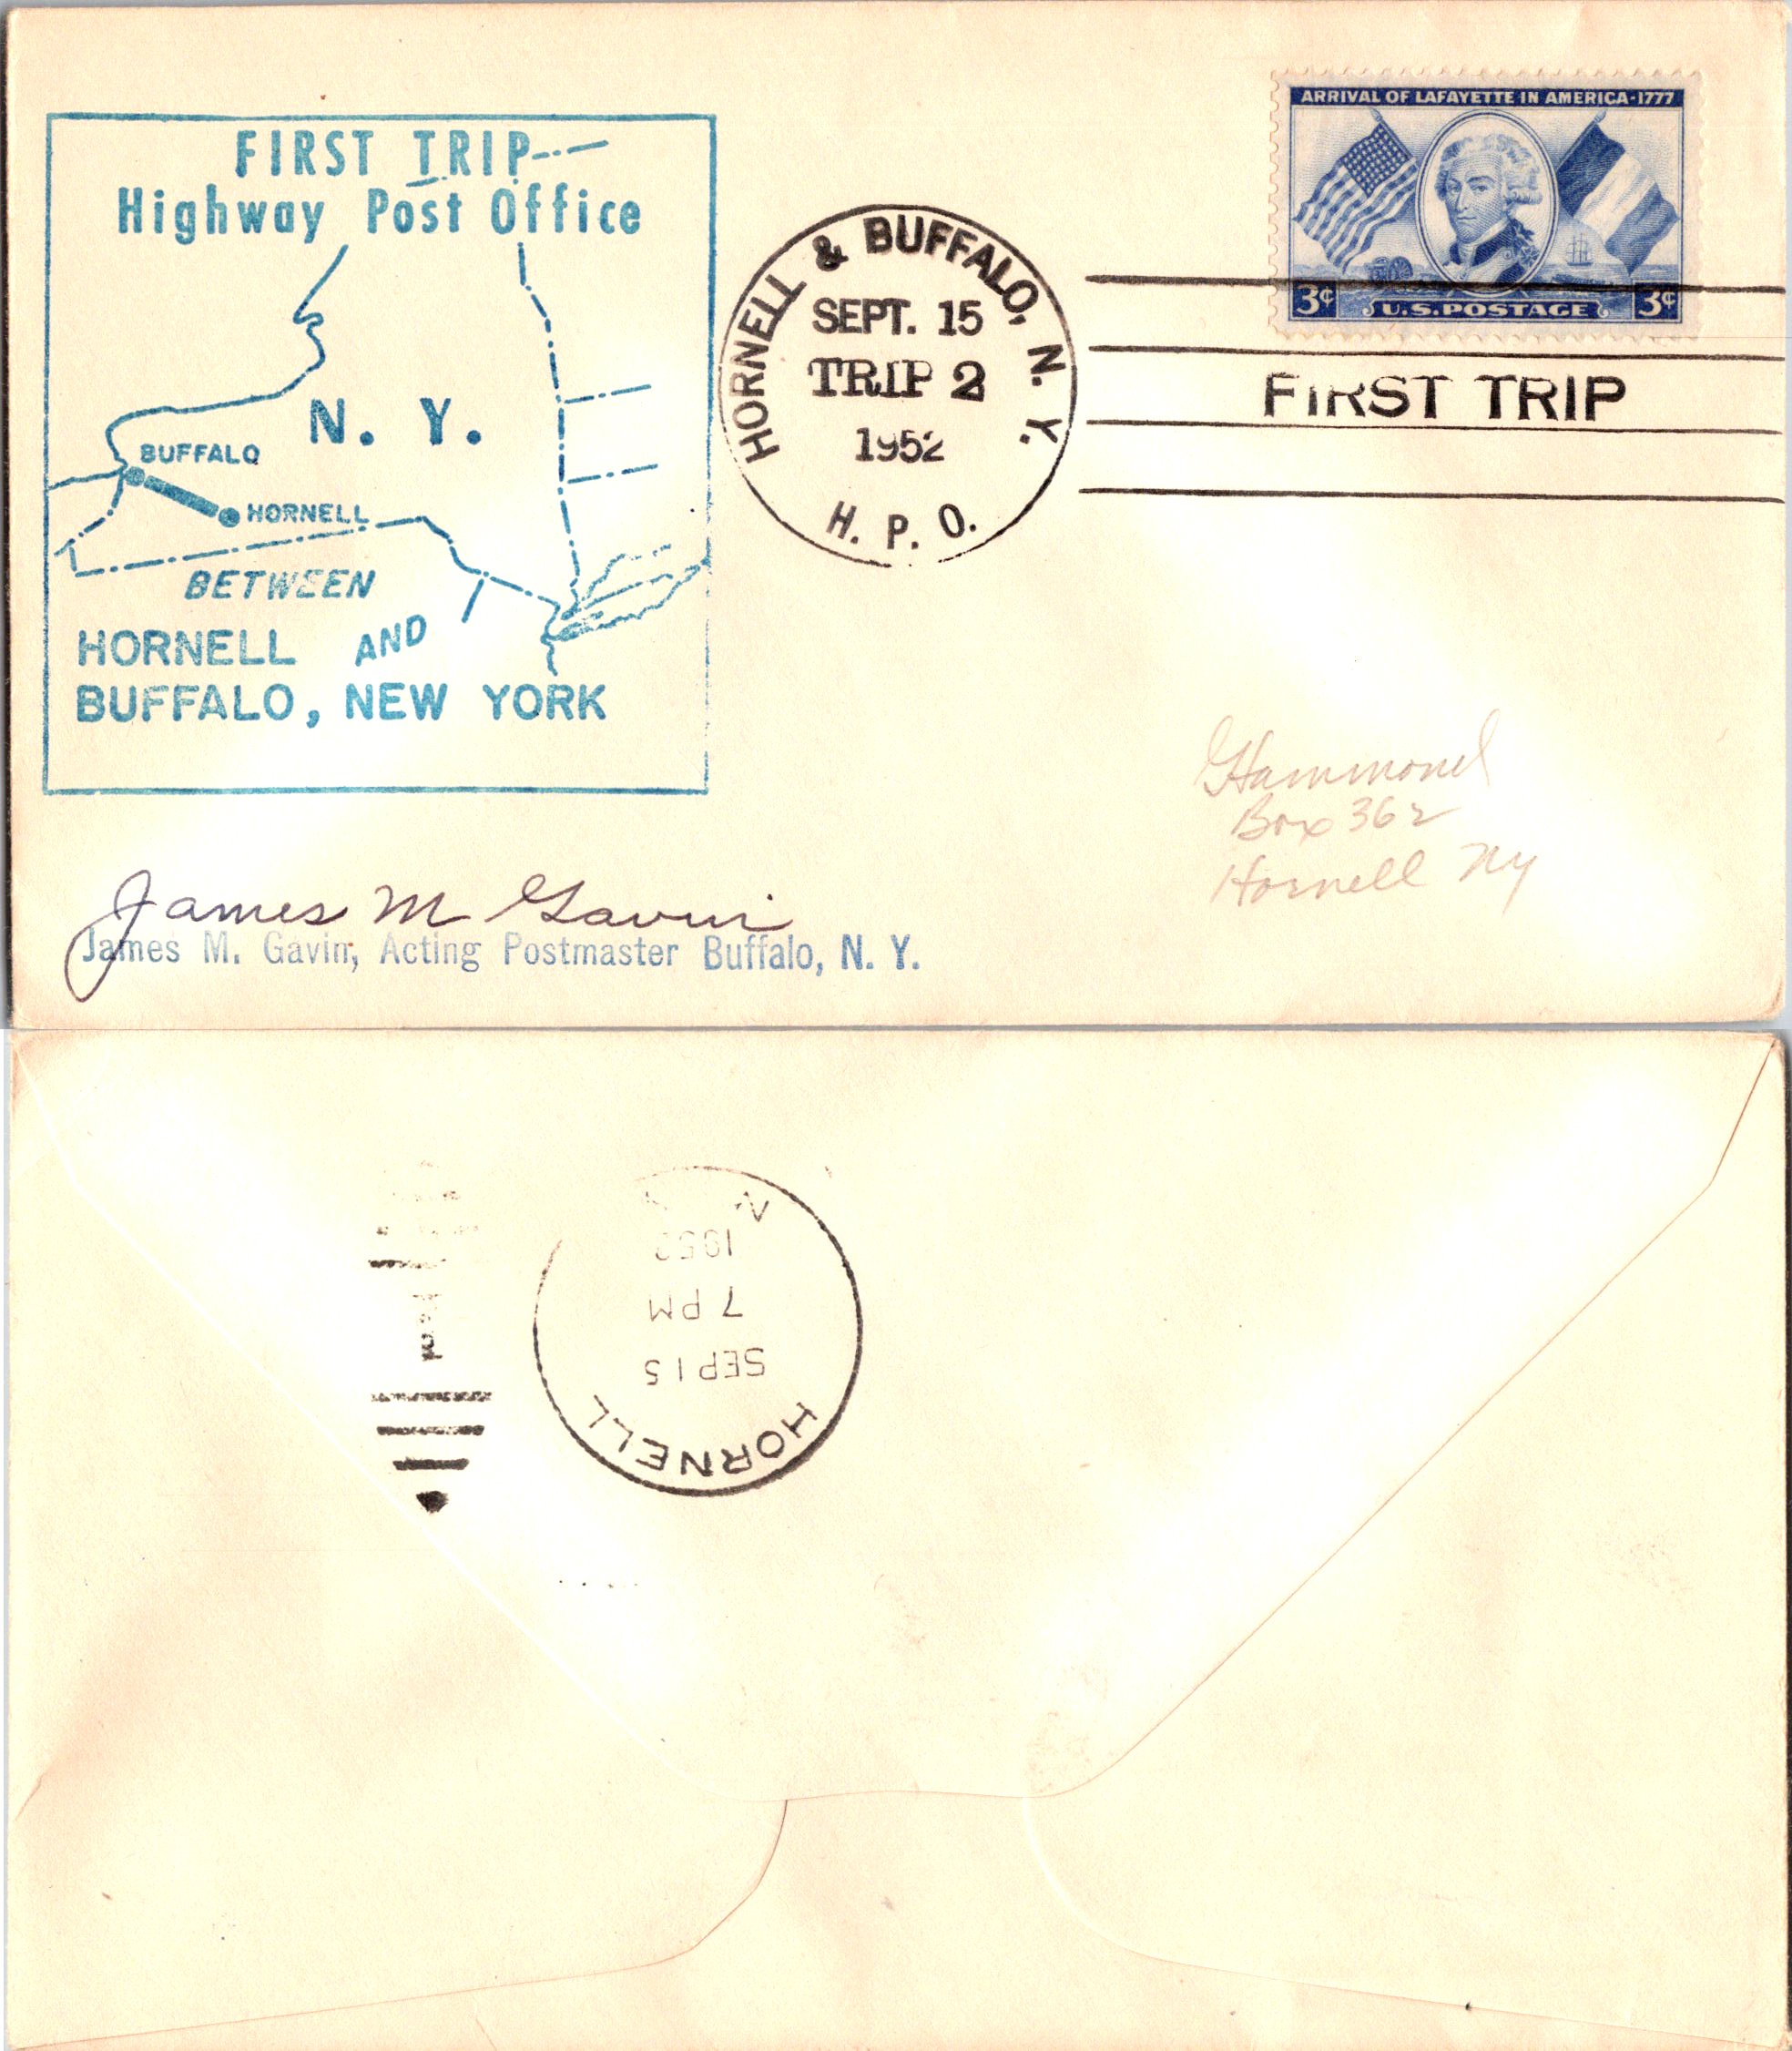 FIRST TRIP
Highway Post Office
N. Y.
BUFFALO
HORNELL
BETWEEN
HORNELL AND
BUFFALO, NEW YORK
HORNELL & BUFFALO, N. Y.
SEPT. 15
TRIP 2
1952
H. P. O.
ARRIVAL OF LAFAYETTE IN AMERICA-1777
3¢ U.S. POSTAGE 3¢
FIRST TRIP
Hammond
Box 362
Hornell NY
James M Gavin
James M. Gavin, Acting Postmaster Buffalo, N. Y.
HORNELL
SEP 15
7 PM
1952
N